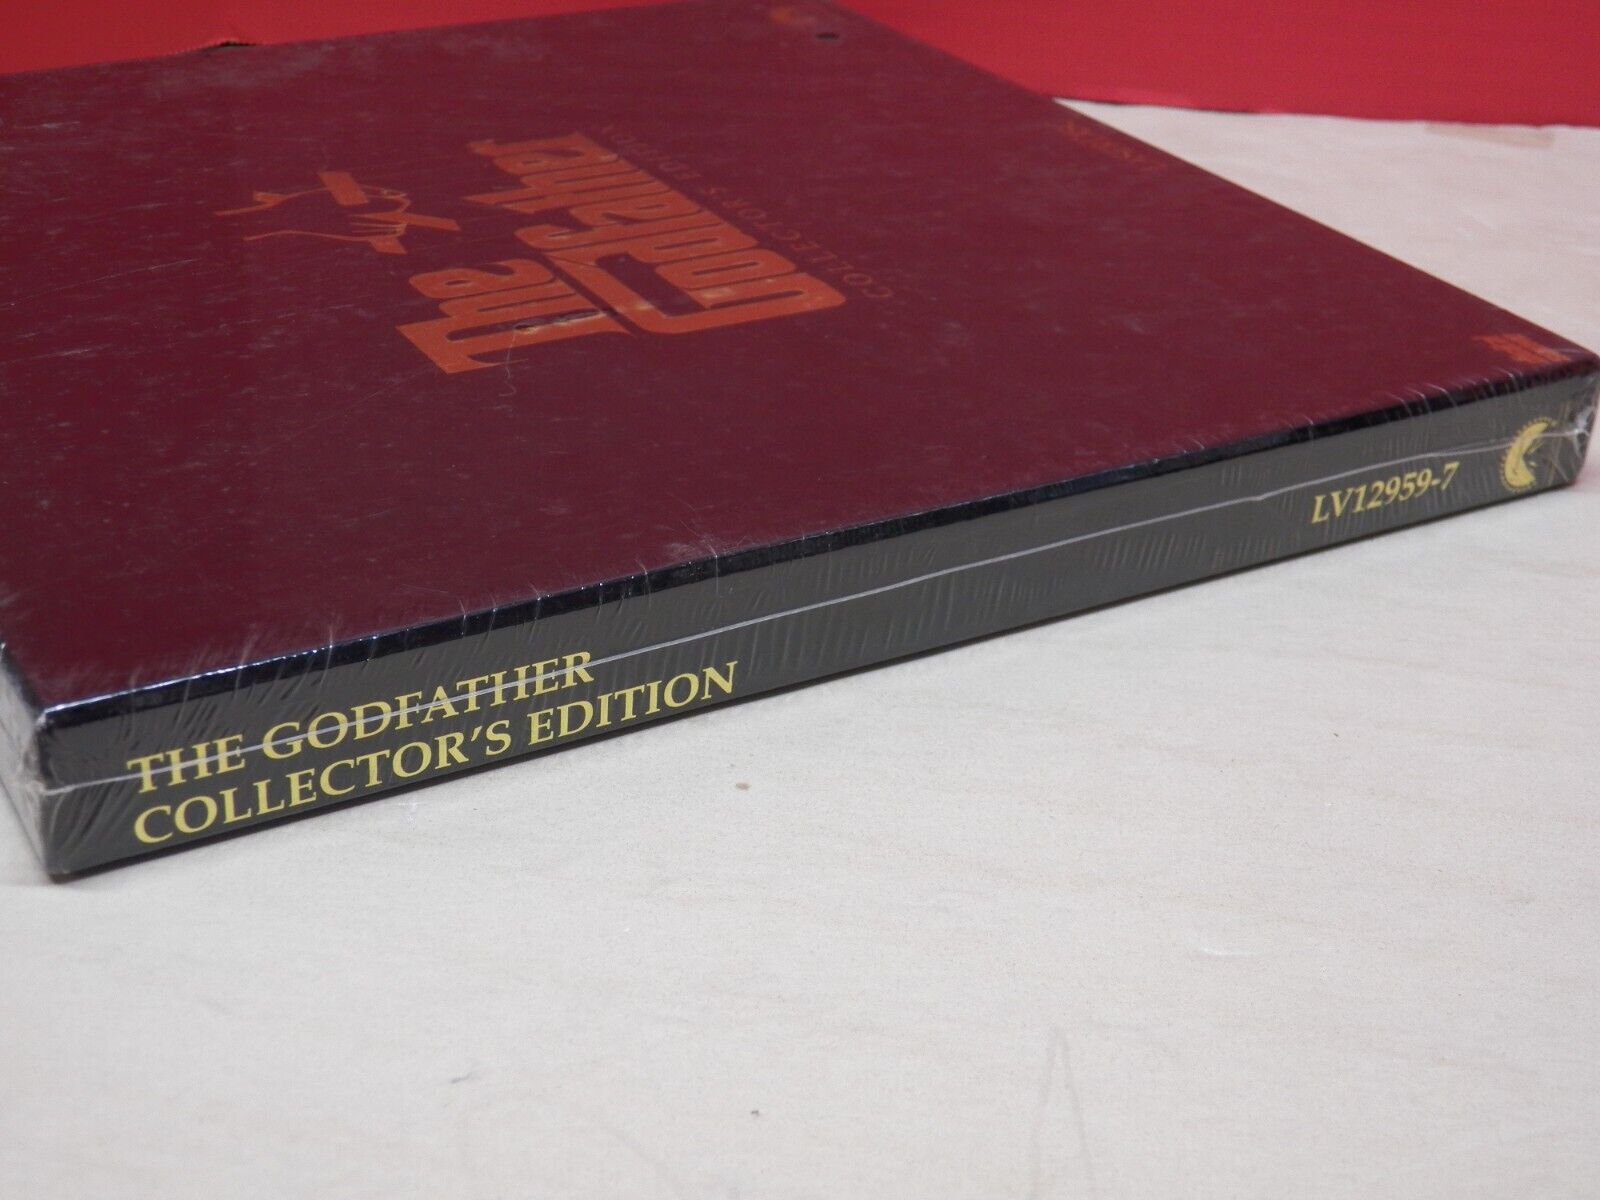 The
Godfather
COLLECTOR'S EDITION
THE GODFATHER
COLLECTOR'S EDITION
LV12959-7